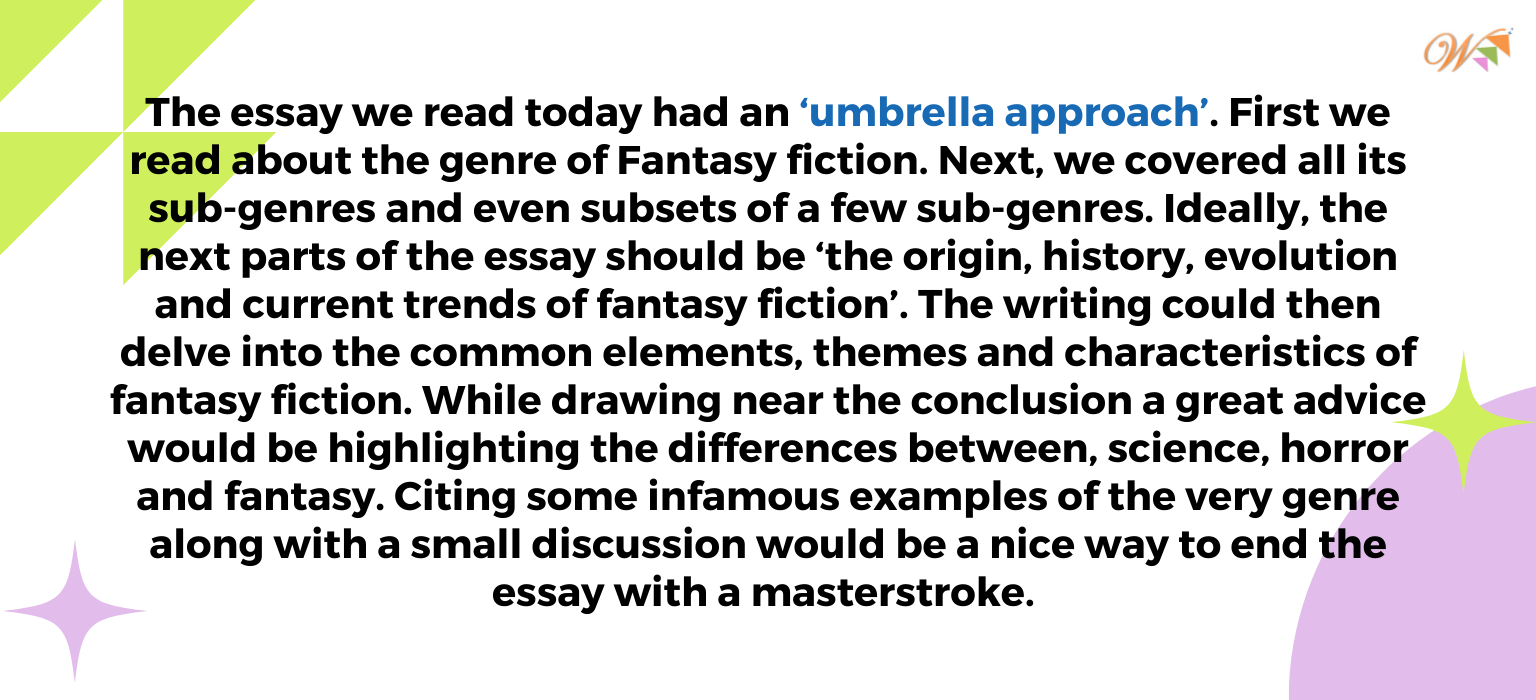 The essay we read today had an ‘umbrella approach’. First we
read about the genre of Fantasy fiction. Next, we covered all its
sub-genres and even subsets of a few sub-genres. Ideally, the
next parts of the essay should be ‘the origin, history, evolution
and current trends of fantasy fiction’. The writing could then
delve into the common elements, themes and characteristics of
fantasy fiction. While drawing near the conclusion a great advice
would be highlighting the differences between, science, horror
and fantasy. Citing some infamous examples of the very genre
along with a small discussion would be a nice way to end the
essay with a masterstroke.